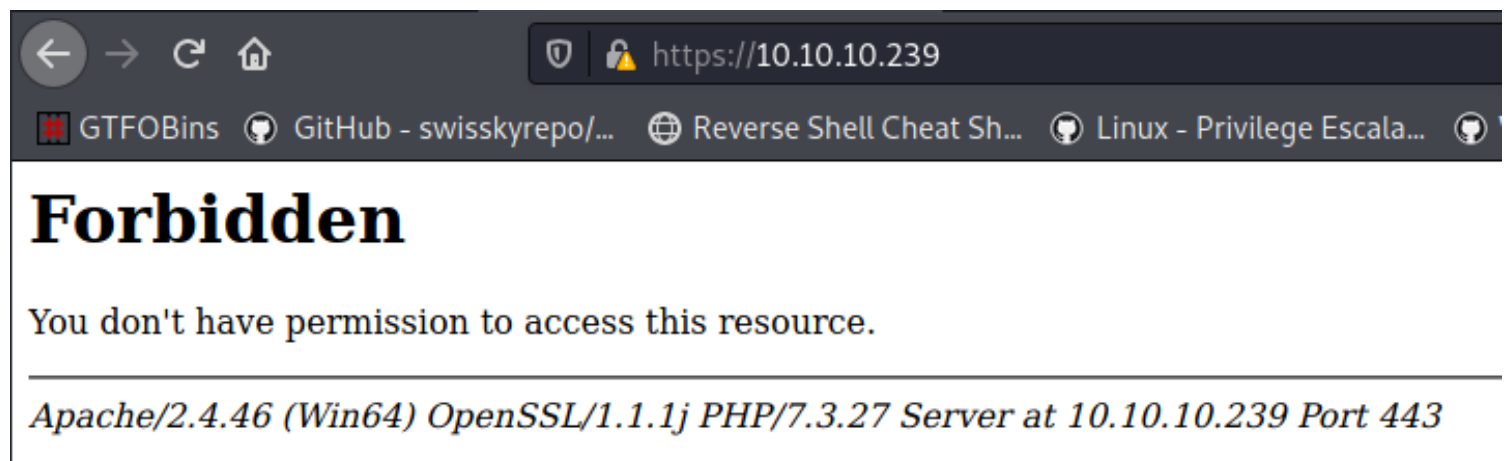 https://10.10.10.239
GTFOBins GitHub - swisskyrepo/... Reverse Shell Cheat Sh... Linux - Privilege Escala...
Forbidden
You don't have permission to access this resource.
Apache/2.4.46 (Win64) OpenSSL/1.1.1j PHP/7.3.27 Server at 10.10.10.239 Port 443